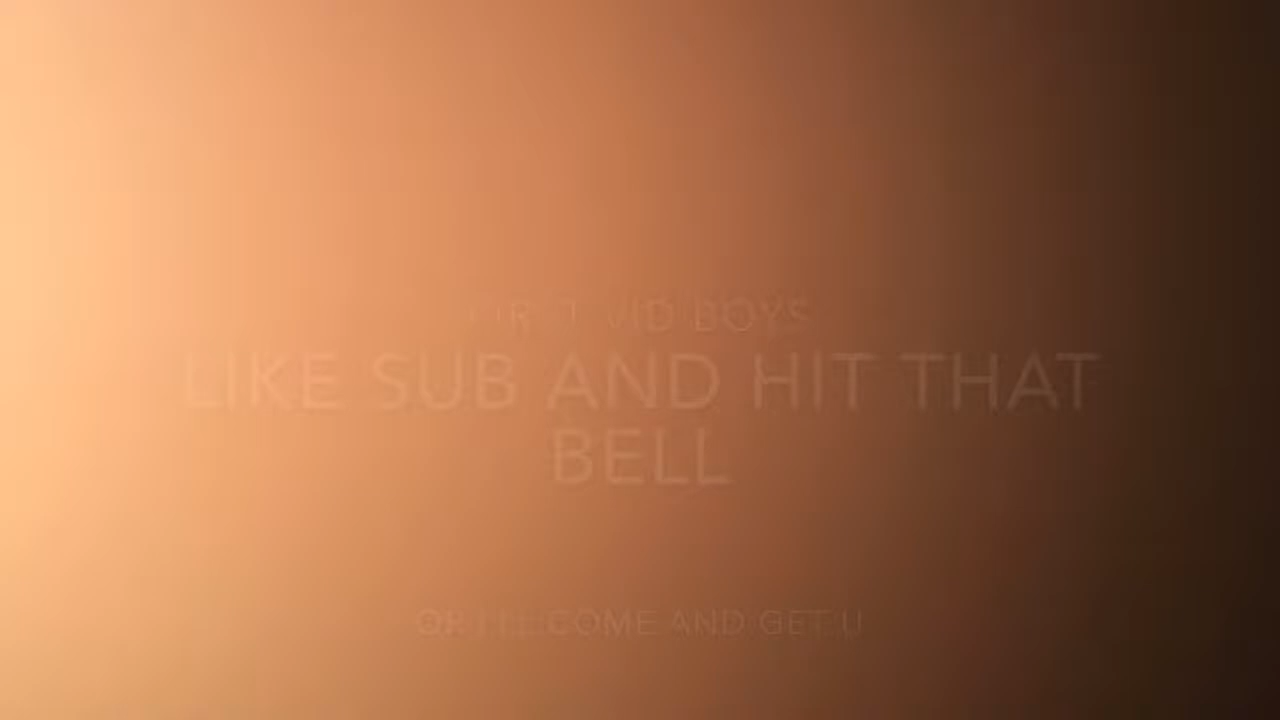 VID BOYS
LIKE SUB AND HIT THAT
BELL
COME AND GET U